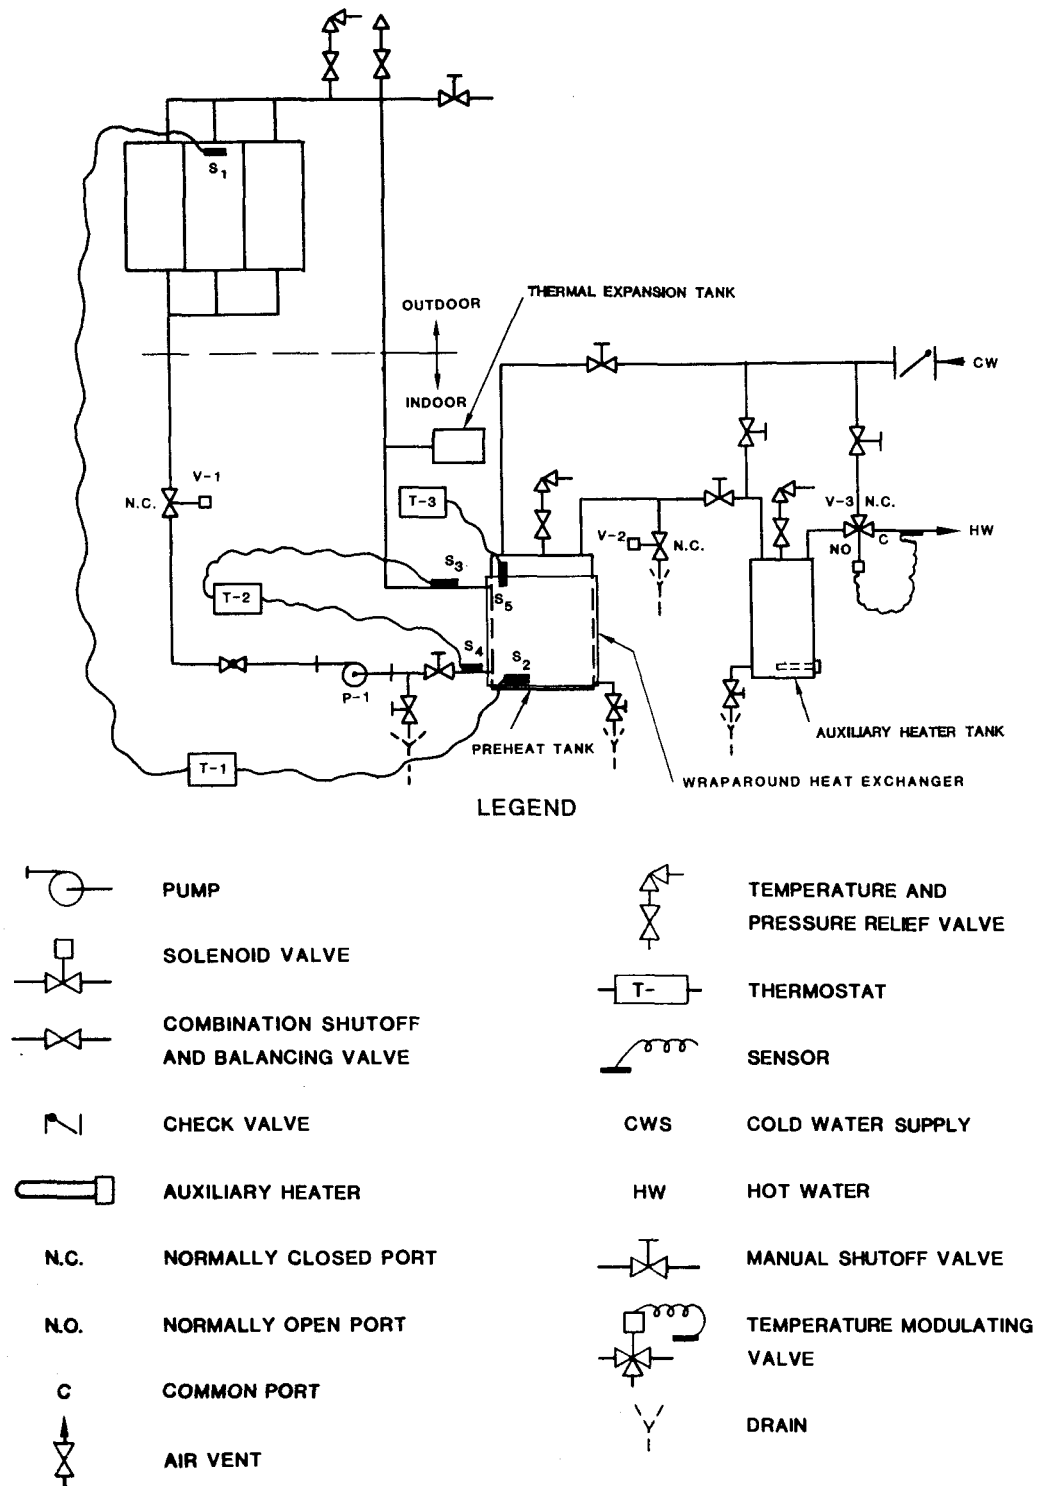 S1
THERMAL EXPANSION TANK
OUTDOOR
INDOOR
CW
V-1
N.C.
T-3
V-2
N.C.
V-3 N.C.
HW
NO
C
S3
S5
T-2
S4
S2
P-1
PREHEAT TANK
T-1
AUXILIARY HEATER TANK
WRAPAROUND HEAT EXCHANGER
LEGEND
PUMP
SOLENOID VALVE
COMBINATION SHUTOFF
AND BALANCING VALVE
CHECK VALVE
AUXILIARY HEATER
N.C. NORMALLY CLOSED PORT
N.O. NORMALLY OPEN PORT
C COMMON PORT
AIR VENT
TEMPERATURE AND
PRESSURE RELIEF VALVE
T- THERMOSTAT
SENSOR
CWS COLD WATER SUPPLY
HW HOT WATER
MANUAL SHUTOFF VALVE
TEMPERATURE MODULATING
VALVE
DRAIN